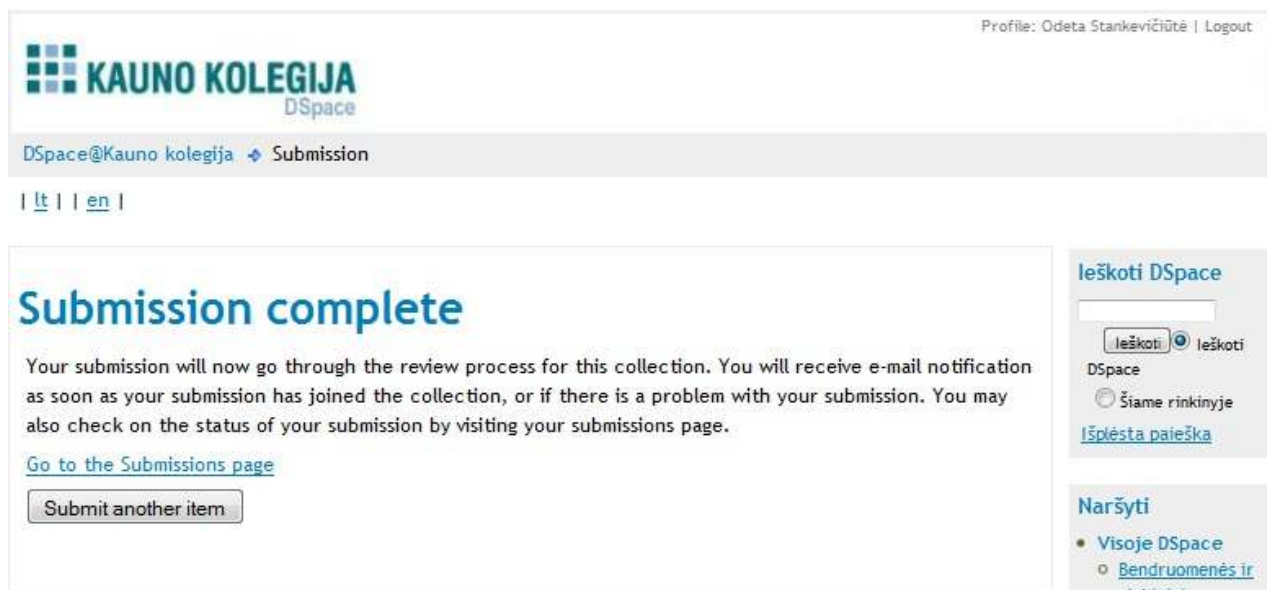 Profile: Odeta Stankevičiūtė | Logout
KAUNO KOLEGIJA
DSpace
DSpace@Kauno kolegija Submission
| lt | | en |
Submission complete
Your submission will now go through the review process for this collection. You will receive e-mail notification
as soon as your submission has joined the collection, or if there is a problem with your submission. You may
also check on the status of your submission by visiting your submissions page.
Go to the Submissions page
Submit another item
Ieškoti DSpace
Ieškoti Ieškoti
DSpace
Šiame rinkinyje
Išplėsta paieška
Naršyti
Visoje DSpace
Bendruomenės ir